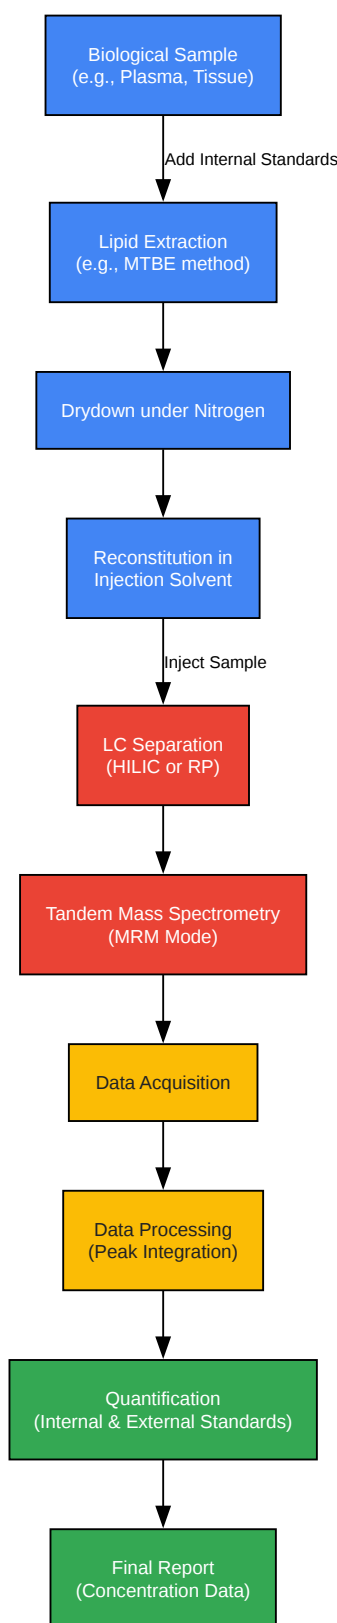 Biological Sample
(e.g., Plasma, Tissue)
Add Internal Standards
Lipid Extraction
(e.g., MTBE method)
Drydown under Nitrogen
Reconstitution in
Injection Solvent
Inject Sample
LC Separation
(HILIC or RP)
Tandem Mass Spectrometry
(MRM Mode)
Data Acquisition
Data Processing
(Peak Integration)
Quantification
(Internal & External Standards)
Final Report
(Concentration Data)